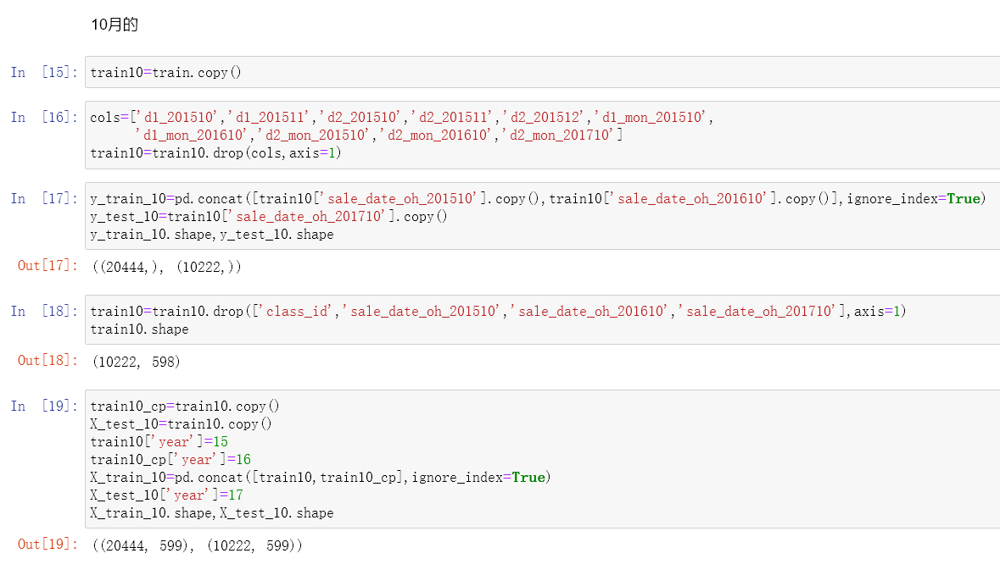 10月的
In [15]: train10=train.copy()
In [16]: cols=['d1_201510','d1_201511','d2_201510','d2_201511','d2_201512','d1_mon_201510',
'd1_mon_201610','d2_mon_201510','d2_mon_201610','d2_mon_201710']
train10=train10.drop(cols,axis=1)
In [17]: y_train_10=pd.concat([train10['sale_date_oh_201510'].copy(),train10['sale_date_oh_201610'].copy()],ignore_index=True)
y_test_10=train10['sale_date_oh_201710'].copy()
y_train_10.shape,y_test_10.shape
Out[17]: ((20444,), (10222,))
In [18]: train10=train10.drop(['class_id','sale_date_oh_201510','sale_date_oh_201610','sale_date_oh_201710'],axis=1)
train10.shape
Out[18]: (10222, 598)
In [19]: train10_cp=train10.copy()
X_test_10=train10.copy()
train10['year']=15
train10_cp['year']=16
X_train_10=pd.concat([train10,train10_cp],ignore_index=True)
X_test_10['year']=17
X_train_10.shape,X_test_10.shape
Out[19]: ((20444, 599), (10222, 599))